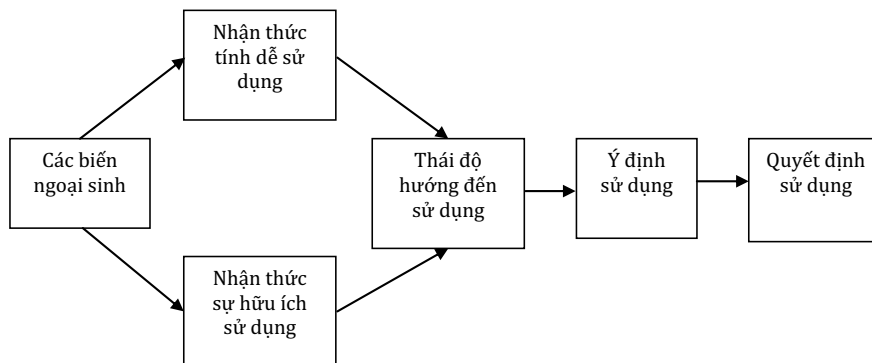 Nhận thức
tính dễ sử
dụng
Các biến
ngoại sinh
Thái độ
hướng đến
sử dụng
Ý định
sử dụng
Quyết định
sử dụng
Nhận thức
sự hữu ích
sử dụng